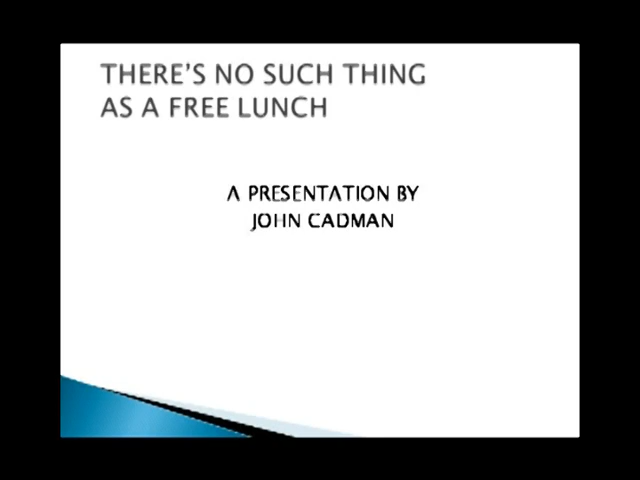 THERE'S NO SUCH THING
AS A FREE LUNCH
A PRESENTATION BY
JOHN CADMAN